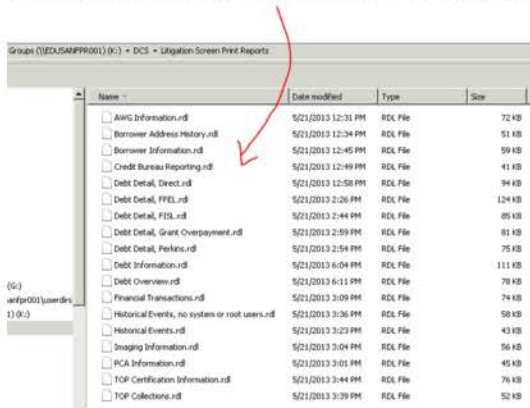 Groups (\\EDUSANFPR001) (K:) ▸ DCS ▸ Litigation Screen Print Reports
Name Date modified Type Size
AWG Information.rdl 5/21/2013 12:31 PM RDL File 72 KB
Borrower Address History.rdl 5/21/2013 12:34 PM RDL File 51 KB
Borrower Information.rdl 5/21/2013 12:45 PM RDL File 59 KB
Credit Bureau Reporting.rdl 5/21/2013 12:49 PM RDL File 41 KB
Debt Detail, Direct.rdl 5/21/2013 12:58 PM RDL File 94 KB
Debt Detail, FFEL.rdl 5/21/2013 2:26 PM RDL File 124 KB
Debt Detail, FISL.rdl 5/21/2013 2:44 PM RDL File 85 KB
Debt Detail, Grant Overpayment.rdl 5/21/2013 2:59 PM RDL File 81 KB
Debt Detail, Perkins.rdl 5/21/2013 2:54 PM RDL File 75 KB
Debt Information.rdl 5/21/2013 6:04 PM RDL File 111 KB
(G:) Debt Overview.rdl 5/21/2013 6:11 PM RDL File 78 KB
anfpr001\userdirs Financial Transactions.rdl 5/21/2013 3:09 PM RDL File 74 KB
1) (K:) Historical Events, no system or root users.rdl 5/21/2013 3:36 PM RDL File 58 KB
Historical Events.rdl 5/21/2013 3:23 PM RDL File 43 KB
Imaging Information.rdl 5/21/2013 3:04 PM RDL File 56 KB
PCA Information.rdl 5/21/2013 3:01 PM RDL File 45 KB
TOP Certification Information.rdl 5/21/2013 3:44 PM RDL File 76 KB
TOP Collections.rdl 5/21/2013 3:39 PM RDL File 52 KB